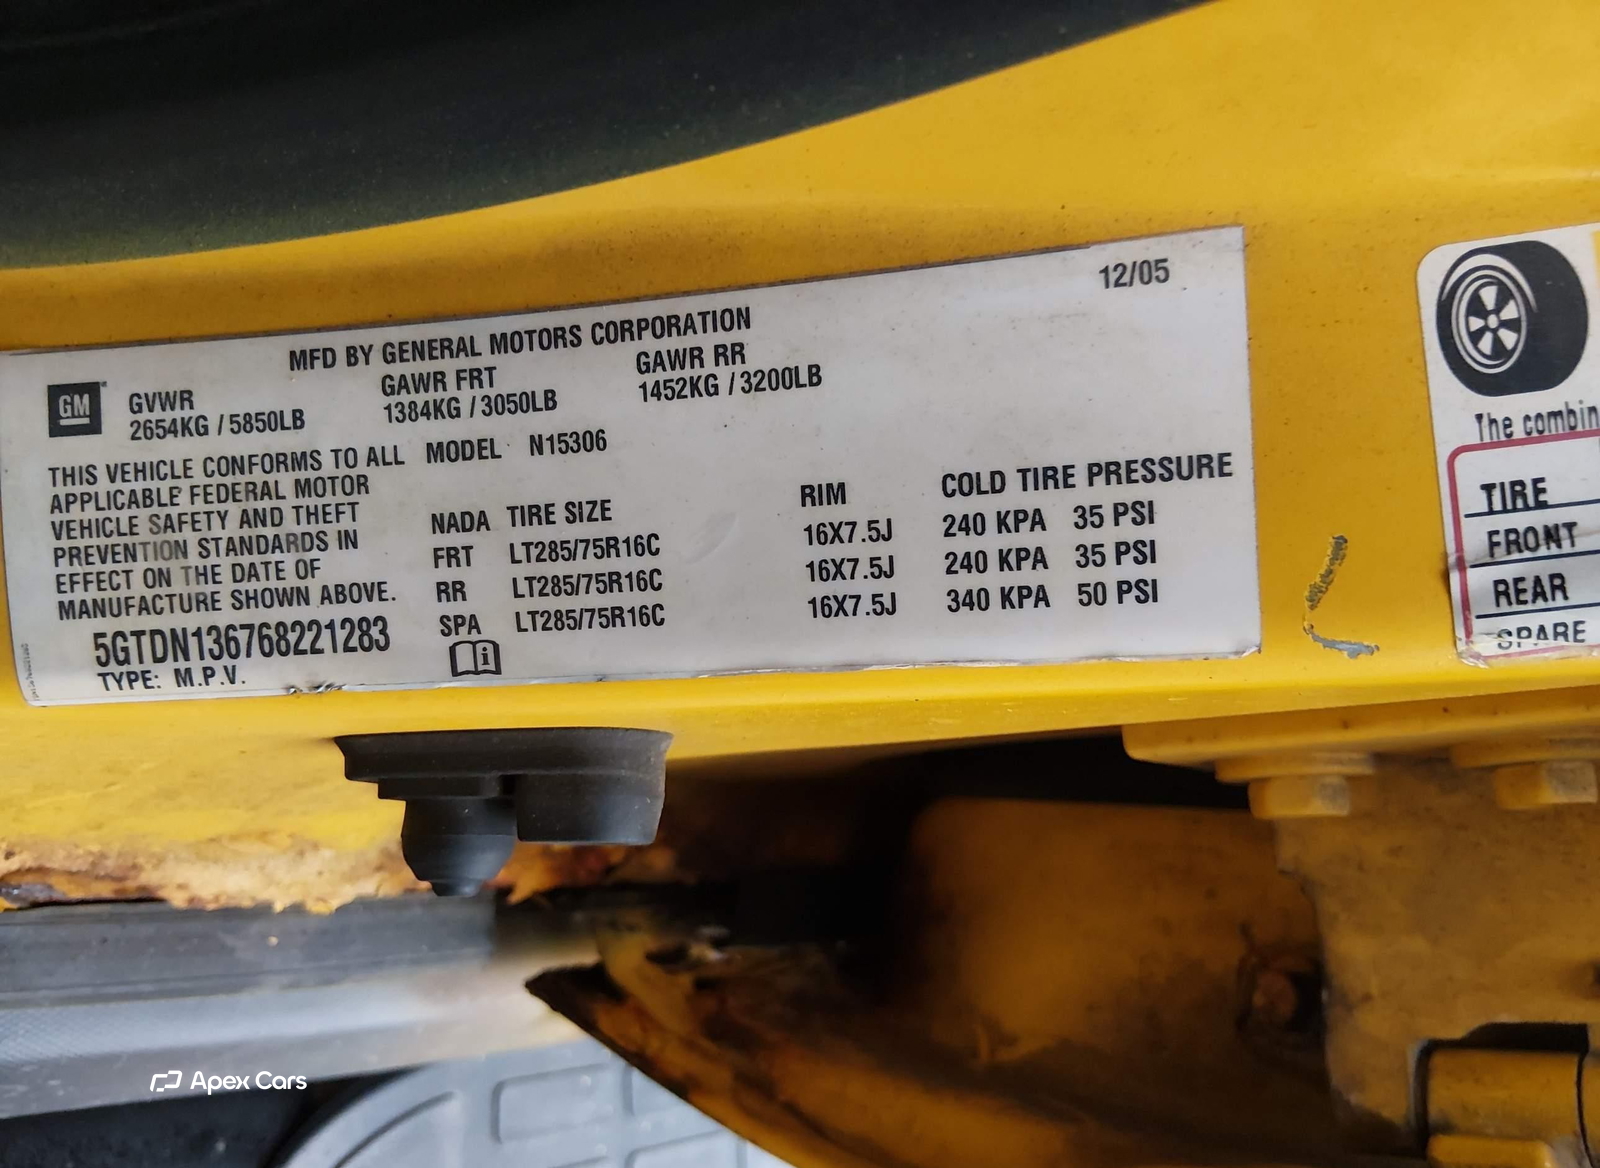 12/05
MFD BY GENERAL MOTORS CORPORATION
GM GVWR GAWR FRT GAWR RR
2654KG / 5850LB 1384KG / 3050LB 1452KG / 3200LB
THIS VEHICLE CONFORMS TO ALL MODEL N15306
APPLICABLE FEDERAL MOTOR
VEHICLE SAFETY AND THEFT
PREVENTION STANDARDS IN
EFFECT ON THE DATE OF
MANUFACTURE SHOWN ABOVE.
NADA TIRE SIZE RIM COLD TIRE PRESSURE
FRT LT285/75R16C 16X7.5J 240 KPA 35 PSI
RR LT285/75R16C 16X7.5J 240 KPA 35 PSI
SPA LT285/75R16C 16X7.5J 340 KPA 50 PSI
5GTDN136768221283
TYPE: M.P.V.
The combin
TIRE
FRONT
REAR
SPARE
Apex Cars